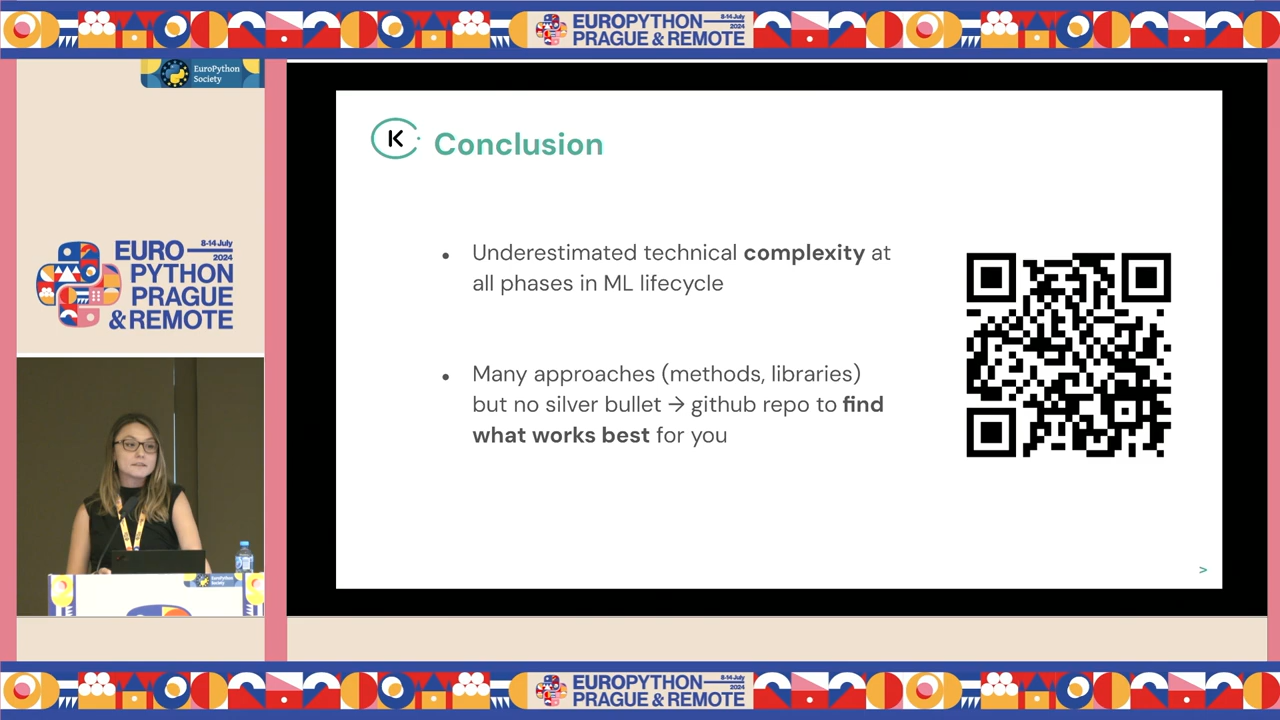 EUROPYTHON
8-14 July
2024
PRAGUE & REMOTE
EuroPython
Society
EURO
8-14 July
2024
PYTHON
PRAGUE
& REMOTE
K
Conclusion
• Underestimated technical complexity at
all phases in ML lifecycle
• Many approaches (methods, libraries)
but no silver bullet → github repo to find
what works best for you
>
EuroPython
Society
EUROPYTHON
8-14 July
2024
PRAGUE & REMOTE